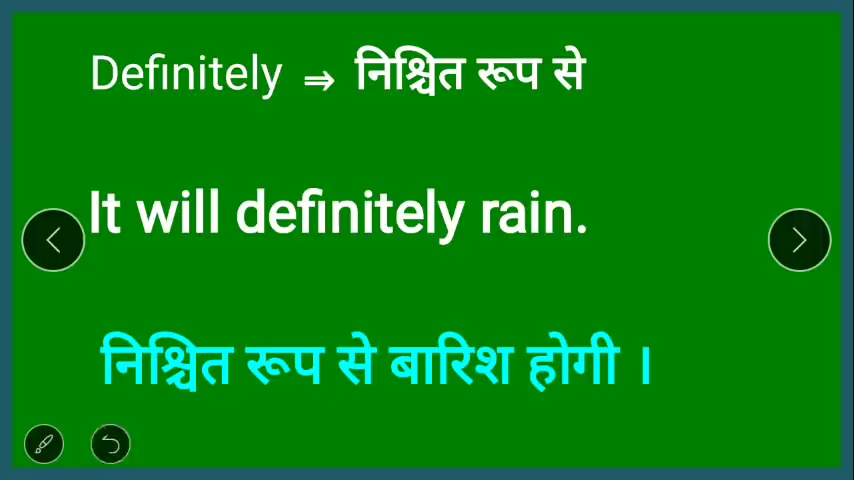 Definitely ⇒ निश्चित रूप से
It will definitely rain.
निश्चित रूप से बारिश होगी ।